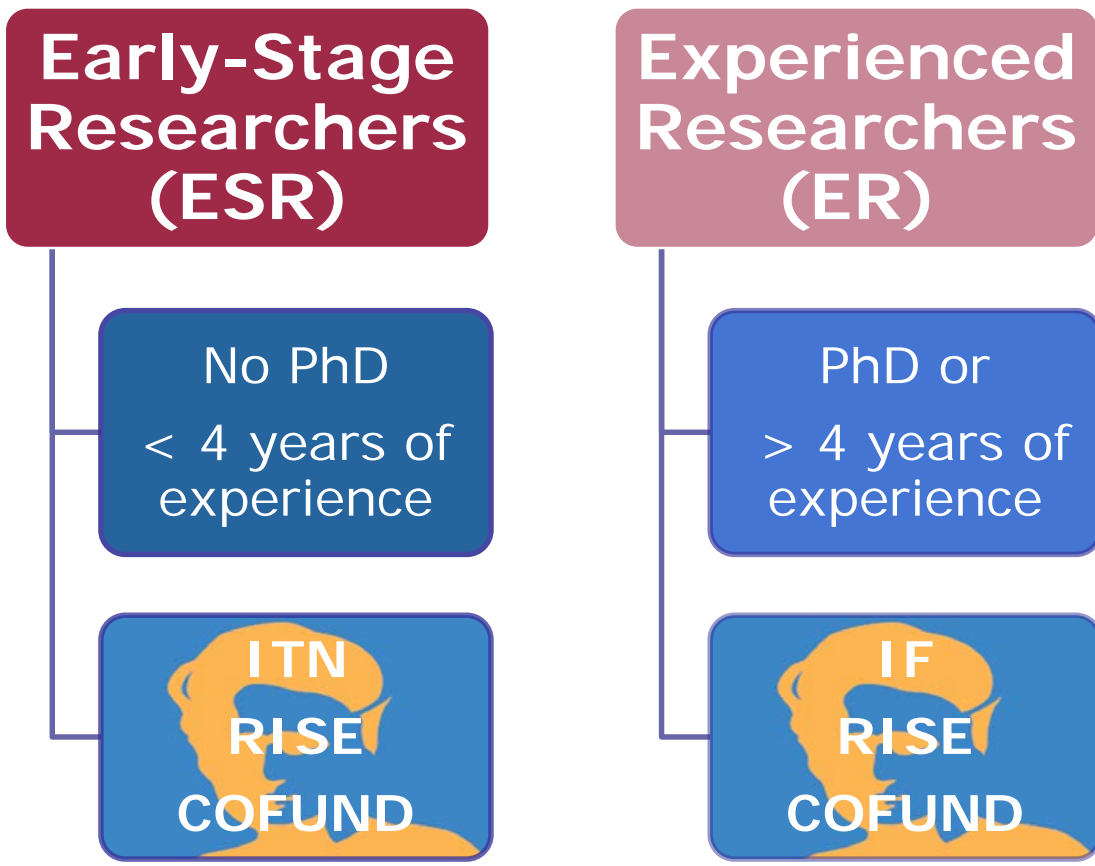 Early-Stage
Researchers
(ESR)
No PhD
< 4 years of
experience
ITN
RISE
COFUND
Experienced
Researchers
(ER)
PhD or
> 4 years of
experience
IF
RISE
COFUND